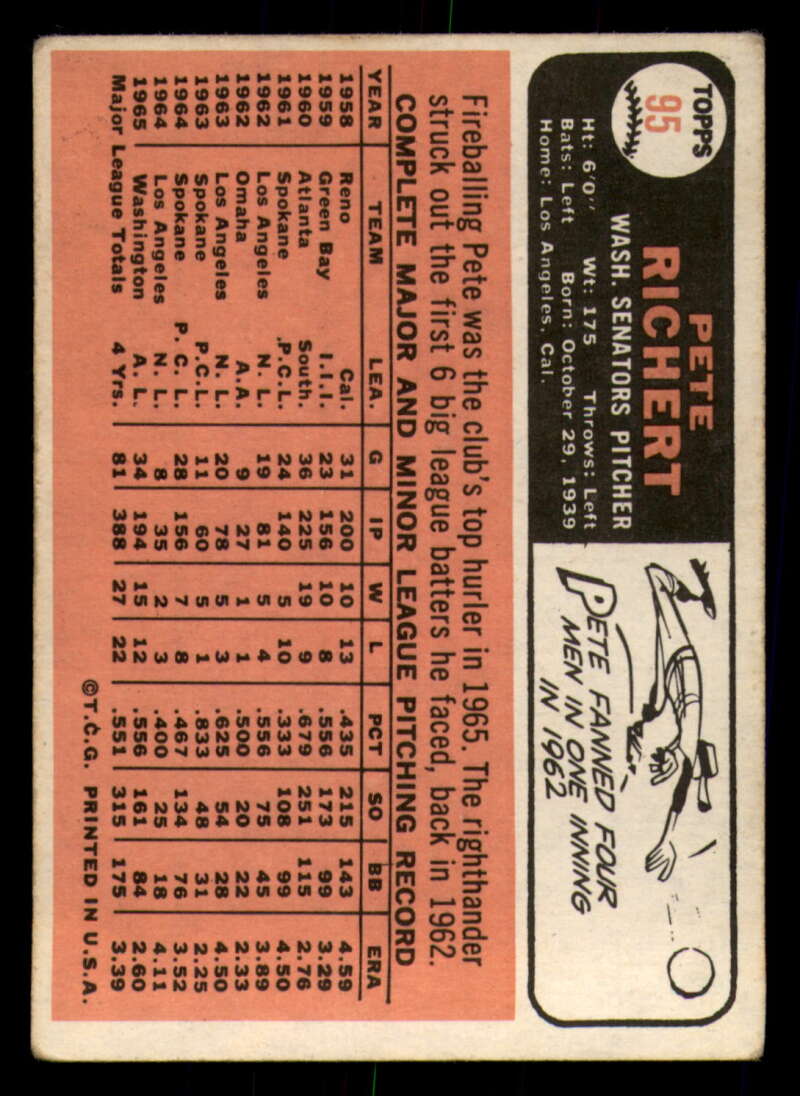 TOPPS
95
PETE
RICHERT
WASH. SENATORS PITCHER
Ht: 6'0" Wt: 175 Throws: Left
Bats: Left Born: October 29, 1939
Home: Los Angeles, Cal.
PETE FANNED FOUR
MEN IN ONE INNING
IN 1962
Fireballing Pete was the club's top hurler in 1965. The righthander
struck out the first 6 big league batters he faced, back in 1962.
COMPLETE MAJOR AND MINOR LEAGUE PITCHING RECORD
YEAR TEAM LEA. G IP W L PCT SO BB ERA
1958 Reno Cal. 31 200 10 13 .435 215 143 4.59
1959 Green Bay I.I.I. 23 156 10 8 .556 173 99 3.29
1960 Atlanta South. 36 225 19 9 .679 251 115 2.76
1961 Spokane P.C.L. 24 140 5 10 .333 108 99 4.50
1962 Los Angeles N. L. 19 81 5 4 .556 75 45 3.89
1962 Omaha A.A. 9 27 1 1 .500 20 22 2.33
1963 Los Angeles N. L. 20 78 5 3 .625 54 28 4.50
1963 Spokane P.C.L. 11 60 5 1 .833 48 31 2.25
1964 Spokane P. C. L. 28 156 7 8 .467 134 76 3.52
1964 Los Angeles N. L. 8 35 2 3 .400 25 18 4.11
1965 Washington A. L. 34 194 15 12 .556 161 84 2.60
Major League Totals 4 Yrs. 81 388 27 22 .551 315 175 3.39
©T.C.G. PRINTED IN U.S.A.